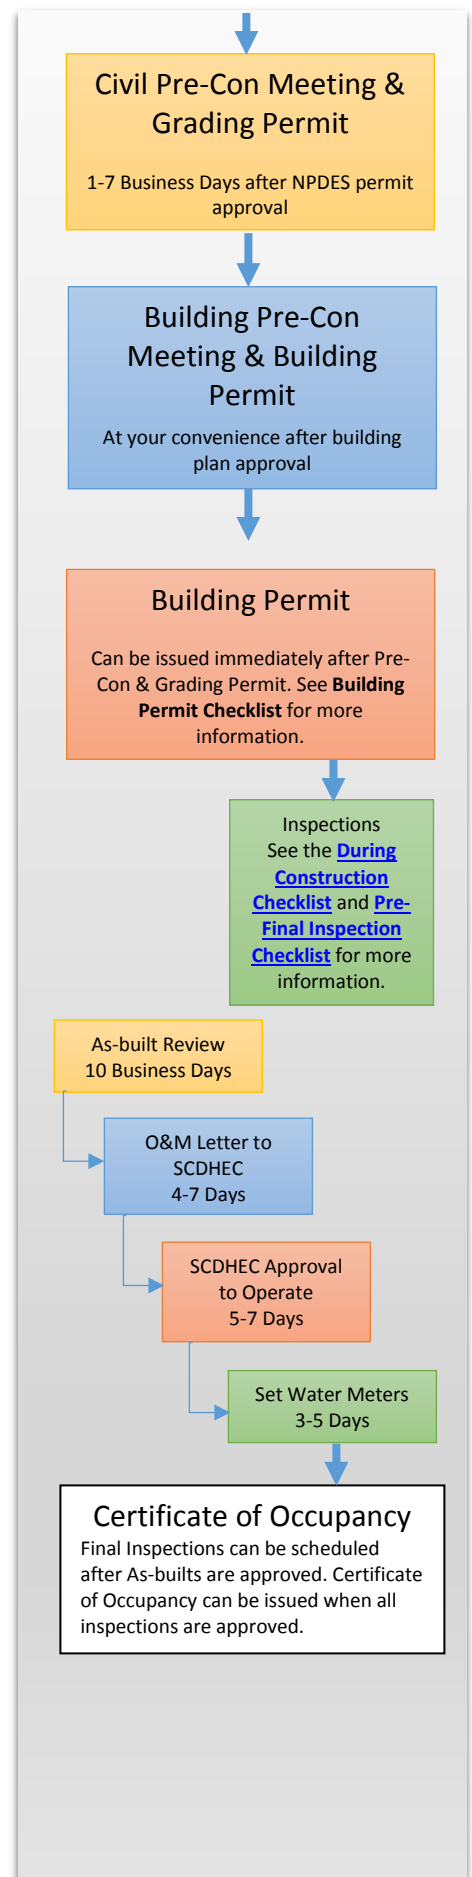 Civil Pre-Con Meeting &
Grading Permit
1-7 Business Days after NPDES permit
approval
Building Pre-Con
Meeting & Building
Permit
At your convenience after building
plan approval
Building Permit
Can be issued immediately after Pre-
Con & Grading Permit. See Building
Permit Checklist for more
information.
Inspections
See the During
Construction
Checklist and Pre-
Final Inspection
Checklist for more
information.
As-built Review
10 Business Days
O&M Letter to
SCDHEC
4-7 Days
SCDHEC Approval
to Operate
5-7 Days
Set Water Meters
3-5 Days
Certificate of Occupancy
Final Inspections can be scheduled
after As-builts are approved. Certificate
of Occupancy can be issued when all
inspections are approved.